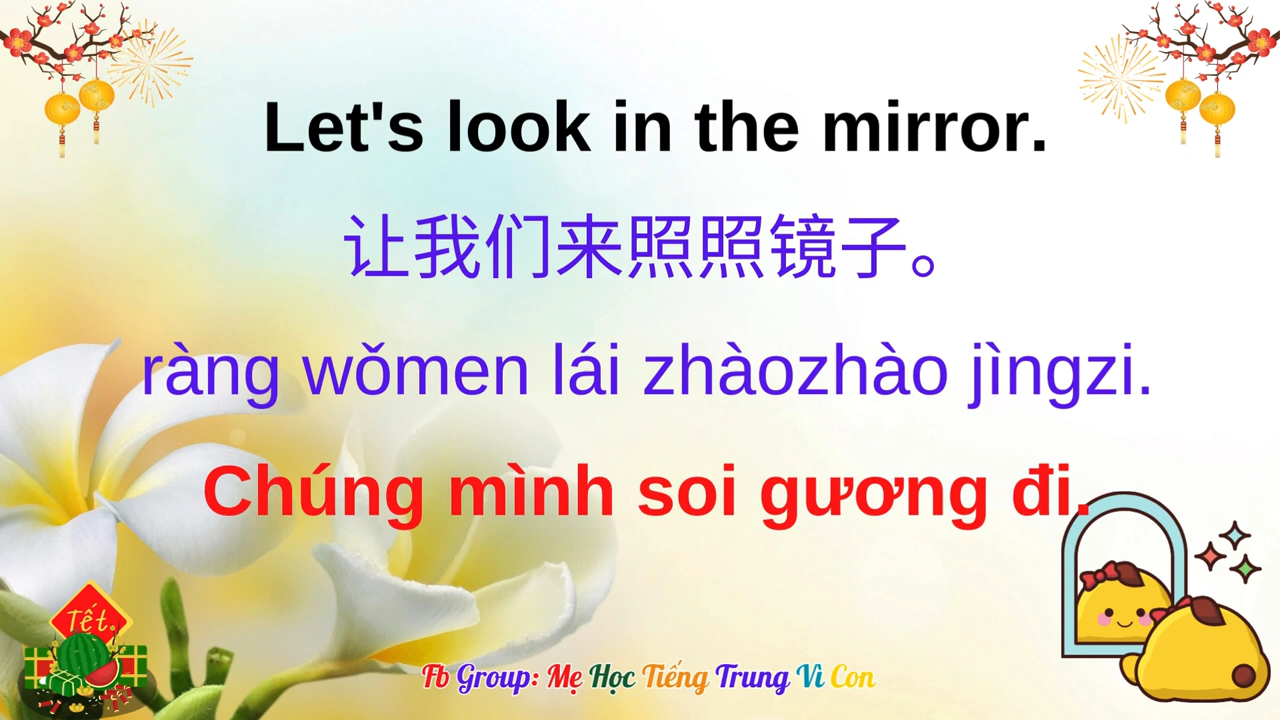 Let's look in the mirror.
让我们来照照镜子。
ràng wǒmen lái zhàozhào jìngzi.
Chúng mình soi gương đi.
Tết
Fb Group: Mẹ Học Tiếng Trung Vì Con